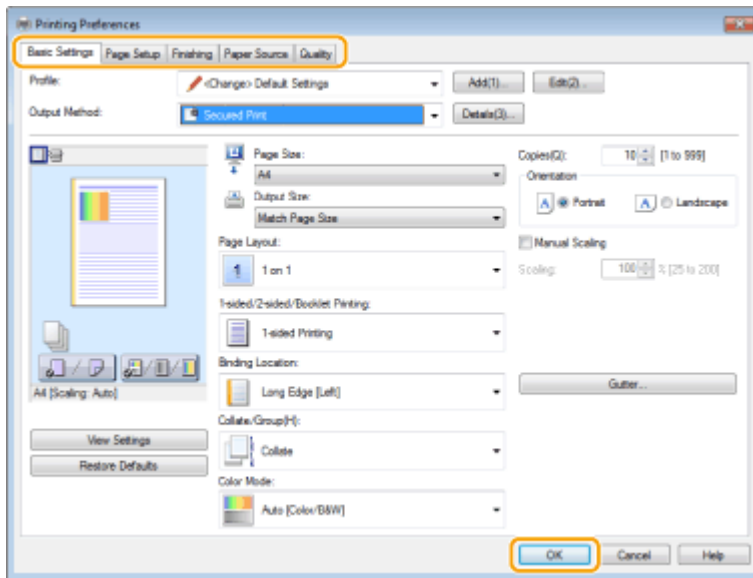 Printing Preferences
Basic Settings Page Setup Finishing Paper Source Quality
Profile: <Change> Default Settings Add(1)... Edit(2)...
Output Method: Secured Print Details(3)...
Page Size: Copies(Q): 10 [1 to 999]
A4 Orientation
Output Size: A Portrait A Landscape
Match Page Size
Page Layout: Manual Scaling
1 1 on 1 Scaling: 100 % [25 to 200]
1-sided/2-sided/Booklet Printing:
1-sided Printing
Binding Location:
A4 [Scaling: Auto] Long Edge [Left] Gutter...
Collate/Group(H):
View Settings Collate
Restore Defaults
Color Mode:
Auto [Color/B&W]
OK Cancel Help